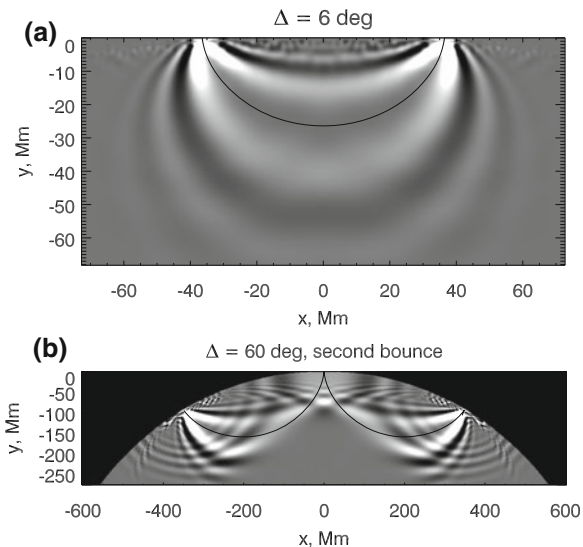 (a)
Δ = 6 deg
0
-10
-20
-30
-40
-50
-60
y, Mm
-60 -40 -20 0 20 40 60
x, Mm
(b)
Δ = 60 deg, second bounce
0
-50
-100
-150
-200
-250
y, Mm
-600 -400 -200 0 200 400 600
x, Mm